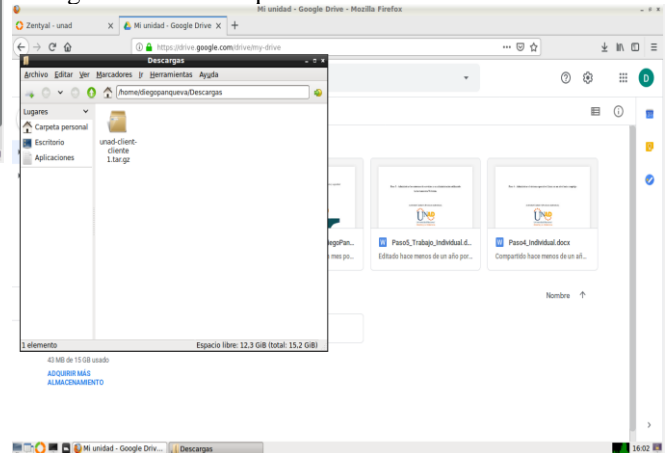 Mi unidad - Google Drive - Mozilla Firefox
Zentyal - unad
Mi unidad - Google Drive
https://drive.google.com/drive/my-drive
Descargas
Archivo Editar Ver Marcadores Ir Herramientas Ayuda
/home/diegopanqueva/Descargas
Lugares
Carpeta personal
Escritorio
Aplicaciones
unad-client-
cliente
1.tar.gz
D
UNAD
UNAD
Paso5_Trabajo_Individual.d...
Paso4_Individual.docx
Editado hace menos de un año por...
Compartido hace menos de un añ...
Nombre
1 elemento
Espacio libre: 12,3 GiB (total: 15,2 GiB)
43 MB de 15 GB usado
ADQUIRIR MÁS
ALMACENAMIENTO
Mi unidad - Google Driv...
Descargas
16:02